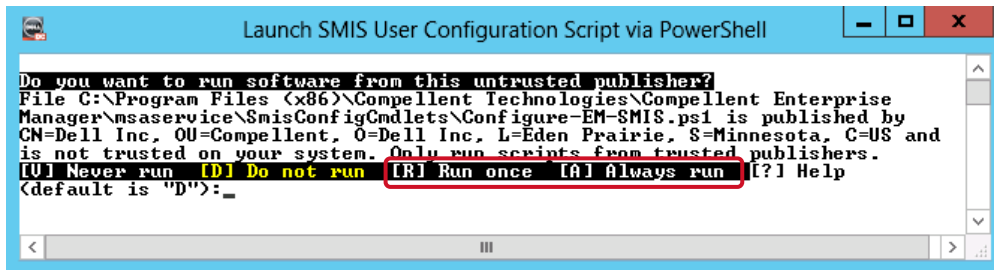 Launch SMIS User Configuration Script via PowerShell
Do you want to run software from this untrusted publisher?
File C:\Program Files (x86)\Compellent Technologies\Compellent Enterprise
Manager\msaservice\SmisConfigCmdlets\Configure-EM-SMIS.ps1 is published by
CN=Dell Inc, OU=Compellent, O=Dell Inc, L=Eden Prairie, S=Minnesota, C=US and
is not trusted on your system. Only run scripts from trusted publishers.
[V] Never run  [D] Do not run  [R] Run once  [A] Always run  [?] Help
(default is "D"):_